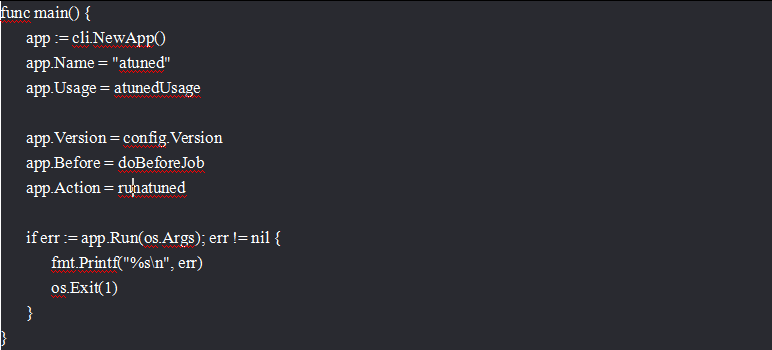 func main() {
app := cli.NewApp()
app.Name = "atuned"
app.Usage = atunedUsage
app.Version = config.Version
app.Before = doBeforeJob
app.Action = runatuned
if err := app.Run(os.Args); err != nil {
fmt.Printf("%s\n", err)
os.Exit(1)
}
}